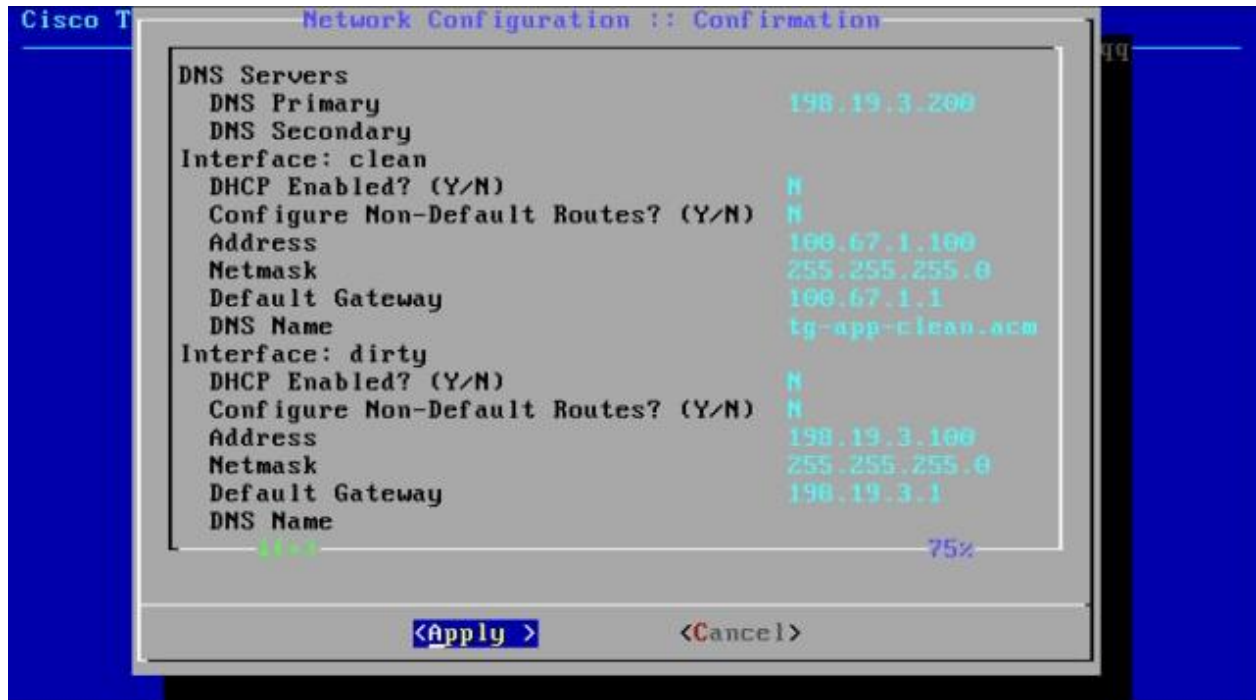 Cisco T
Network Configuration :: Confirmation
qq
DNS Servers
DNS Primary 198.19.3.200
DNS Secondary
Interface: clean
DHCP Enabled? (Y/N) N
Configure Non-Default Routes? (Y/N) N
Address 100.67.1.100
Netmask 255.255.255.0
Default Gateway 100.67.1.1
DNS Name tg-app-clean.acm
Interface: dirty
DHCP Enabled? (Y/N) N
Configure Non-Default Routes? (Y/N) N
Address 198.19.3.100
Netmask 255.255.255.0
Default Gateway 198.19.3.1
DNS Name
75%
<Apply > <Cancel>